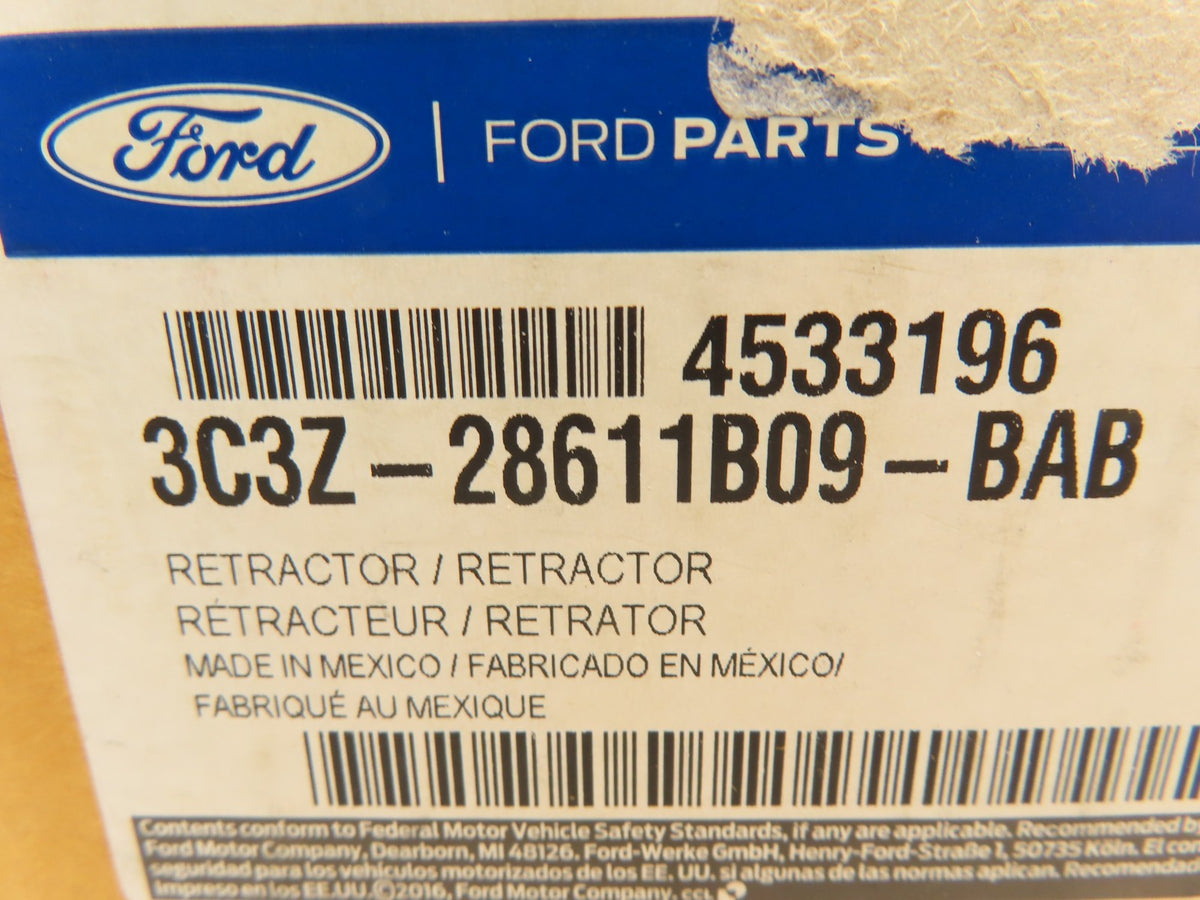 Ford | FORD PARTS
4533196
3C3Z-28611B09-BAB
RETRACTOR / RETRACTOR
RÉTRACTEUR / RETRATOR
MADE IN MEXICO / FABRICADO EN MÉXICO/
FABRIQUÉ AU MEXIQUE
Contents conform to Federal Motor Vehicle Safety Standards, if any are applicable. Recommended b
Ford Motor Company, Dearborn, MI 48126. Ford-Werke GmbH, Henry-Ford-Straße 1, 50735 Köln. El con
seguridad para los vehículos motorizados de los EE. UU. si algunas de las normas aplican. Recomendado
Impreso en los EE.UU.©2016, Ford Motor Company. CCL